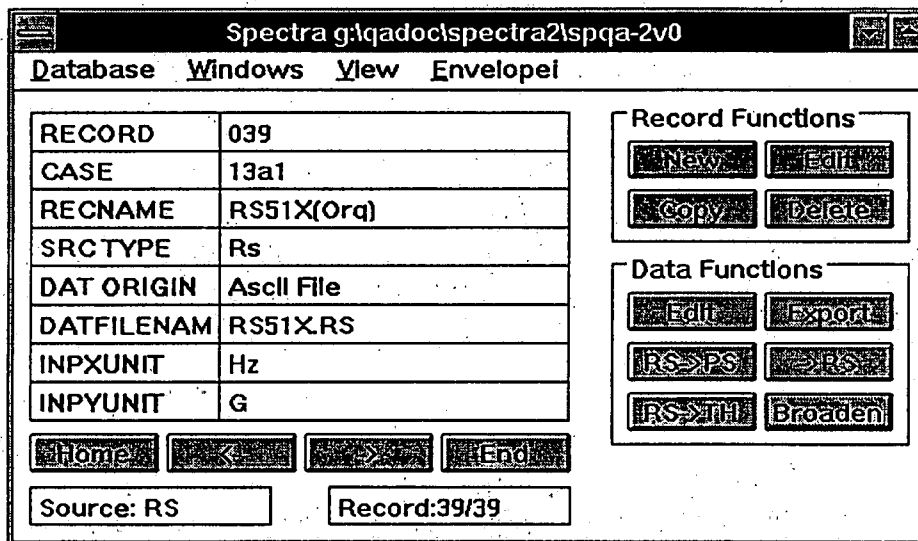 Spectra g:\qadoc\spectra2\spqa-2v0
Database Windows View Envelopei
RECORD 039
CASE 13a1
RECNAME RS51X(Orq)
SRCTYPE Rs
DAT ORIGIN Ascii File
DATFILENAM RS51X.RS
INPXUNIT Hz
INPYUNIT G
Home < > End
Source: RS Record:39/39
Record Functions
New Edit
Copy Delete
Data Functions
Edit Export
RS->PS ->RS
RS->TH Broaden